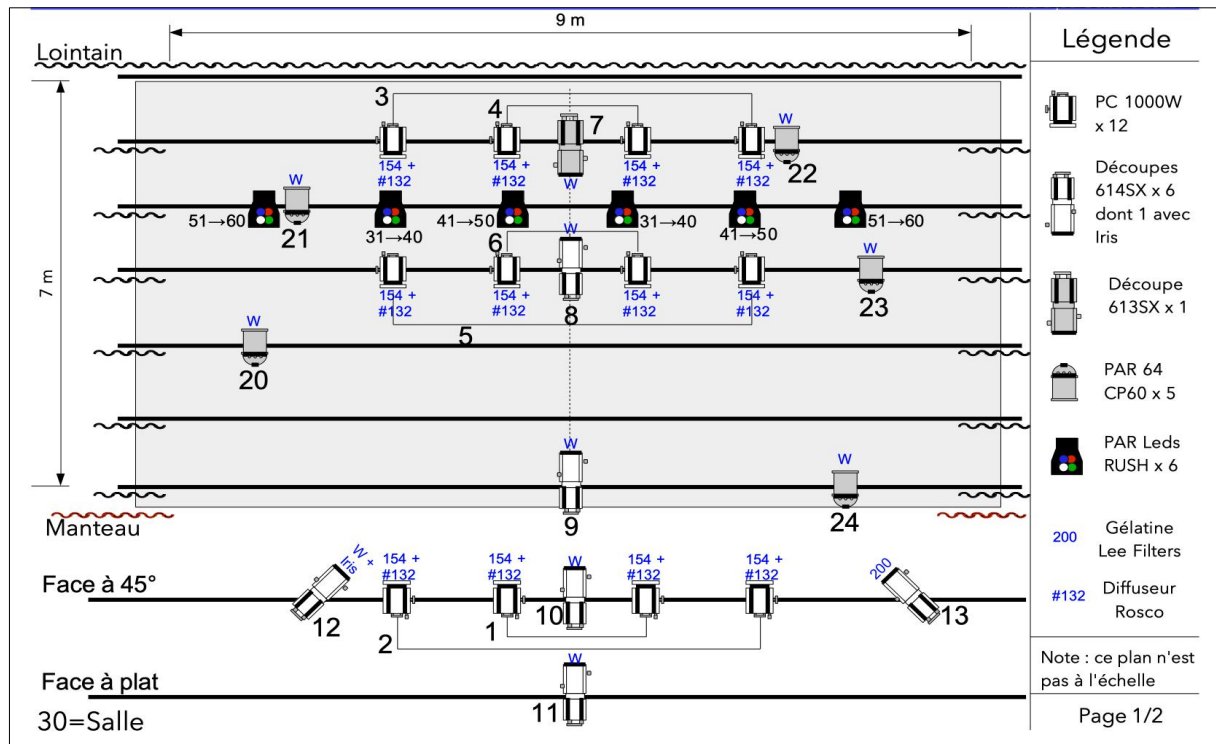 9 m
Lointain
7 m
3
4
7
W
22
154 +
#132
154 +
#132
W
154 +
#132
154 +
#132
W
51→60
21
31→40
41→50
W
31→40
41→50
51→60
6
W
23
154 +
#132
154 +
#132
8
154 +
#132
154 +
#132
5
W
20
W
9
W
24
Manteau
Face à 45°
W +
Iris
12
154 +
#132
154 +
#132
W
10
154 +
#132
154 +
#132
200
13
1
2
Face à plat
W
11
30=Salle
Légende
PC 1000W
x 12
Découpes
614SX x 6
dont 1 avec
Iris
Découpe
613SX x 1
PAR 64
CP60 x 5
PAR Leds
RUSH x 6
200 Gélatine
Lee Filters
#132 Diffuseur
Rosco
Note : ce plan n'est
pas à l'échelle
Page 1/2